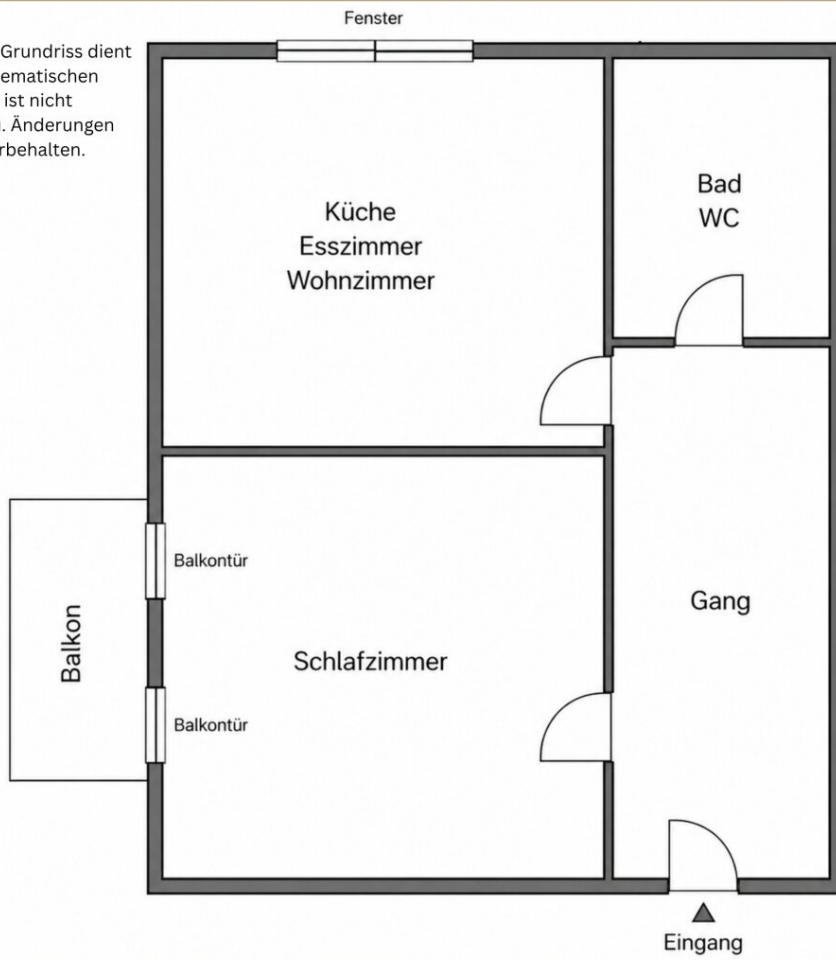 Fenster
Grundriss dient
ematischen
ist nicht
. Änderungen
rbehalten.
Küche
Esszimmer
Wohnzimmer
Bad
WC
Balkontür
Balkon
Gang
Schlafzimmer
Balkontür
Eingang